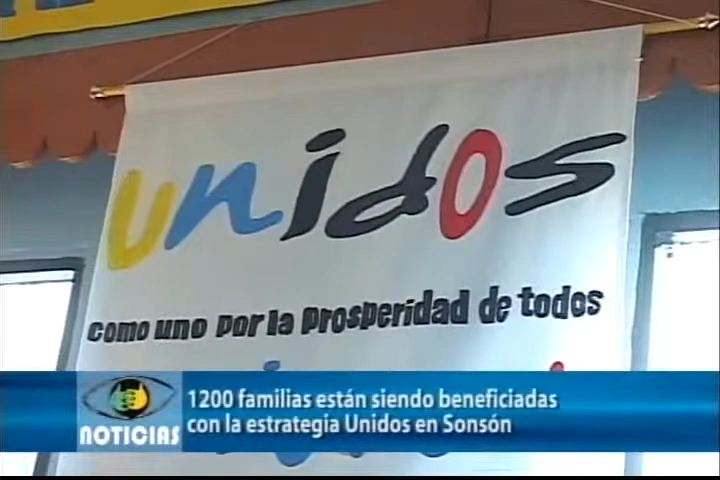 unidos
como uno por la prosperidad de todos
1200 familias están siendo beneficiadas
con la estrategia Unidos en Sonsón
NOTICIAS